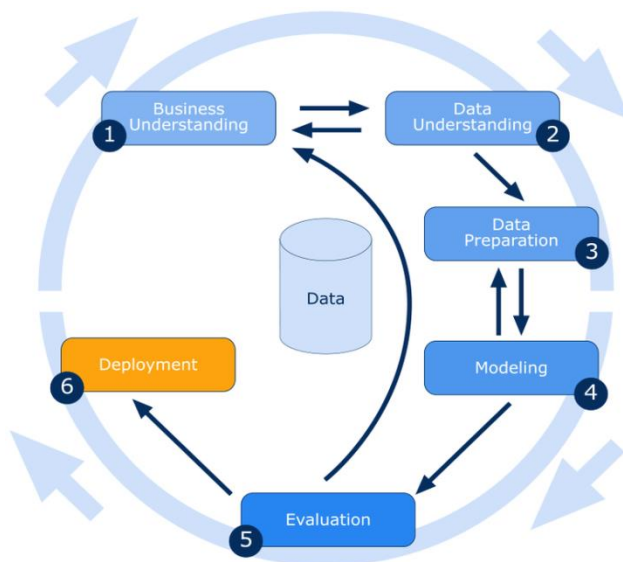 Business
Understanding
1
Data
Understanding
2
Data
Preparation
3
Data
Deployment
6
Modeling
4
Evaluation
5